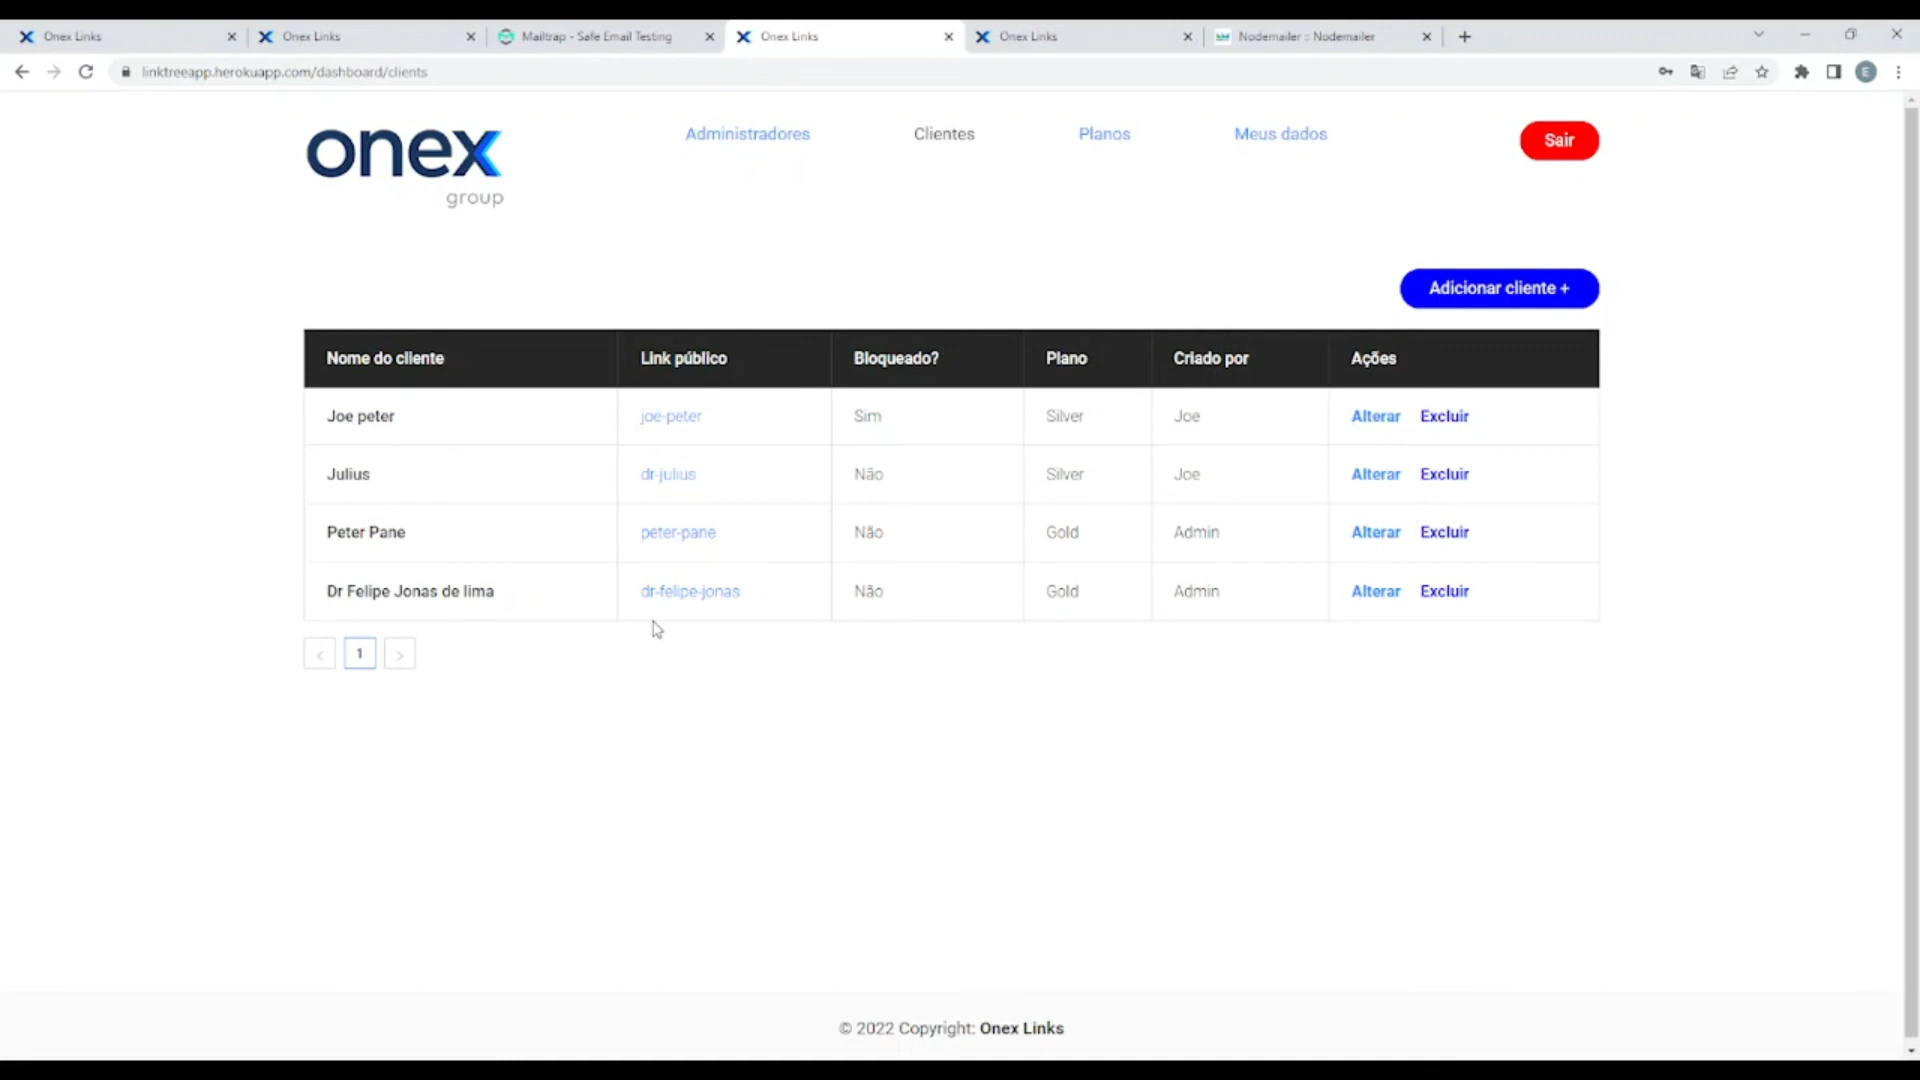 Onex Links
Onex Links
Mailtrap - Safe Email Testing
Onex Links
Onex Links
Nodemailer :: Nodemailer
linktreeapp.herokuapp.com/dashboard/clients
E
onex
group
Administradores
Clientes
Planos
Meus dados
Sair
Adicionar cliente +
Nome do cliente Link público Bloqueado? Plano Criado por Ações
Joe peter joe-peter Sim Silver Joe Alterar Excluir
Julius dr-julius Não Silver Joe Alterar Excluir
Peter Pane peter-pane Não Gold Admin Alterar Excluir
Dr Felipe Jonas de lima dr-felipe-jonas Não Gold Admin Alterar Excluir
< 1 >
© 2022 Copyright: Onex Links